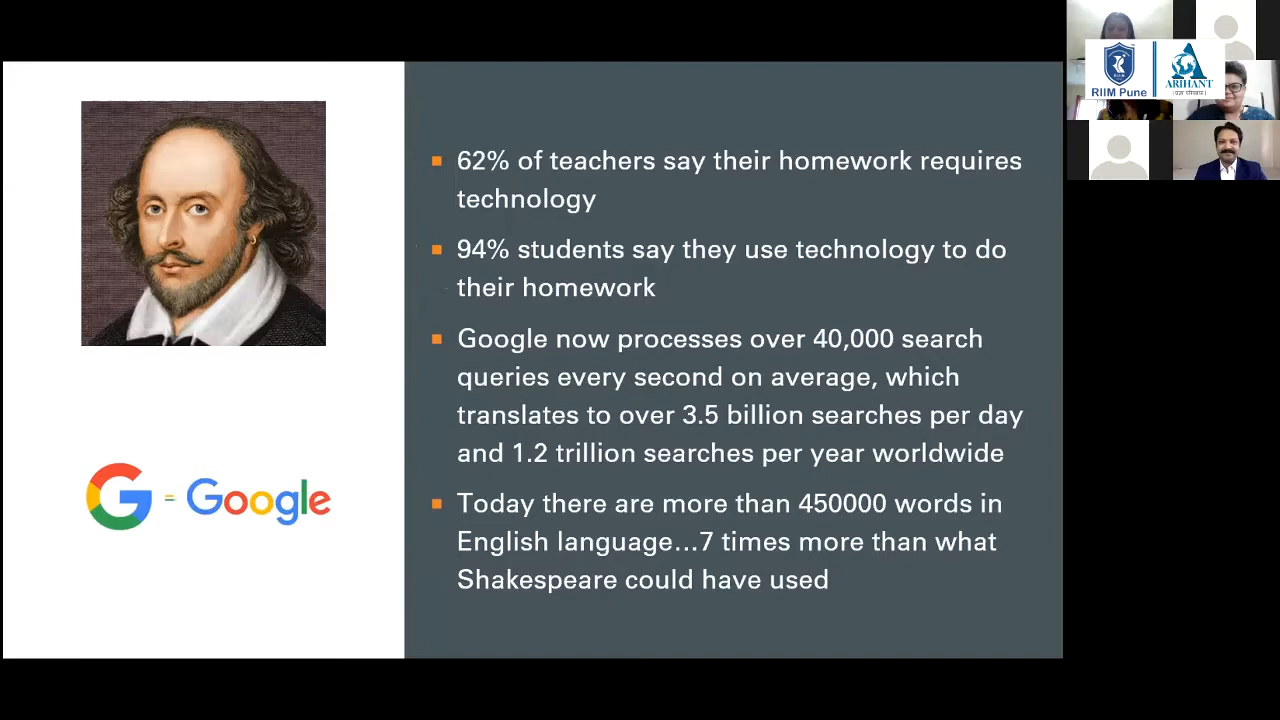 62% of teachers say their homework requires
technology
94% students say they use technology to do
their homework
Google now processes over 40,000 search
queries every second on average, which
translates to over 3.5 billion searches per day
and 1.2 trillion searches per year worldwide
Today there are more than 450000 words in
English language...7 times more than what
Shakespeare could have used
G = Google
RIIM Pune
ARIHANT